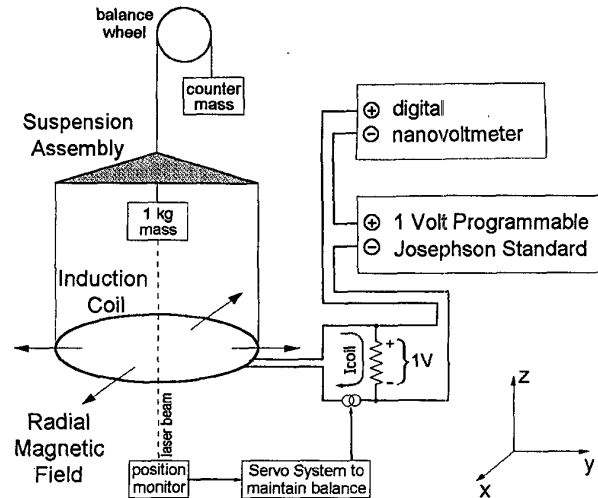 balance
wheel
counter
mass
Suspension
Assembly
1 kg
mass
Induction
Coil
Radial
Magnetic
Field
laser beam
position
monitor
Servo System to
maintain balance
Icoil
+
-
1V
+ digital
- nanovoltmeter
+ 1 Volt Programmable
- Josephson Standard
z
y
x